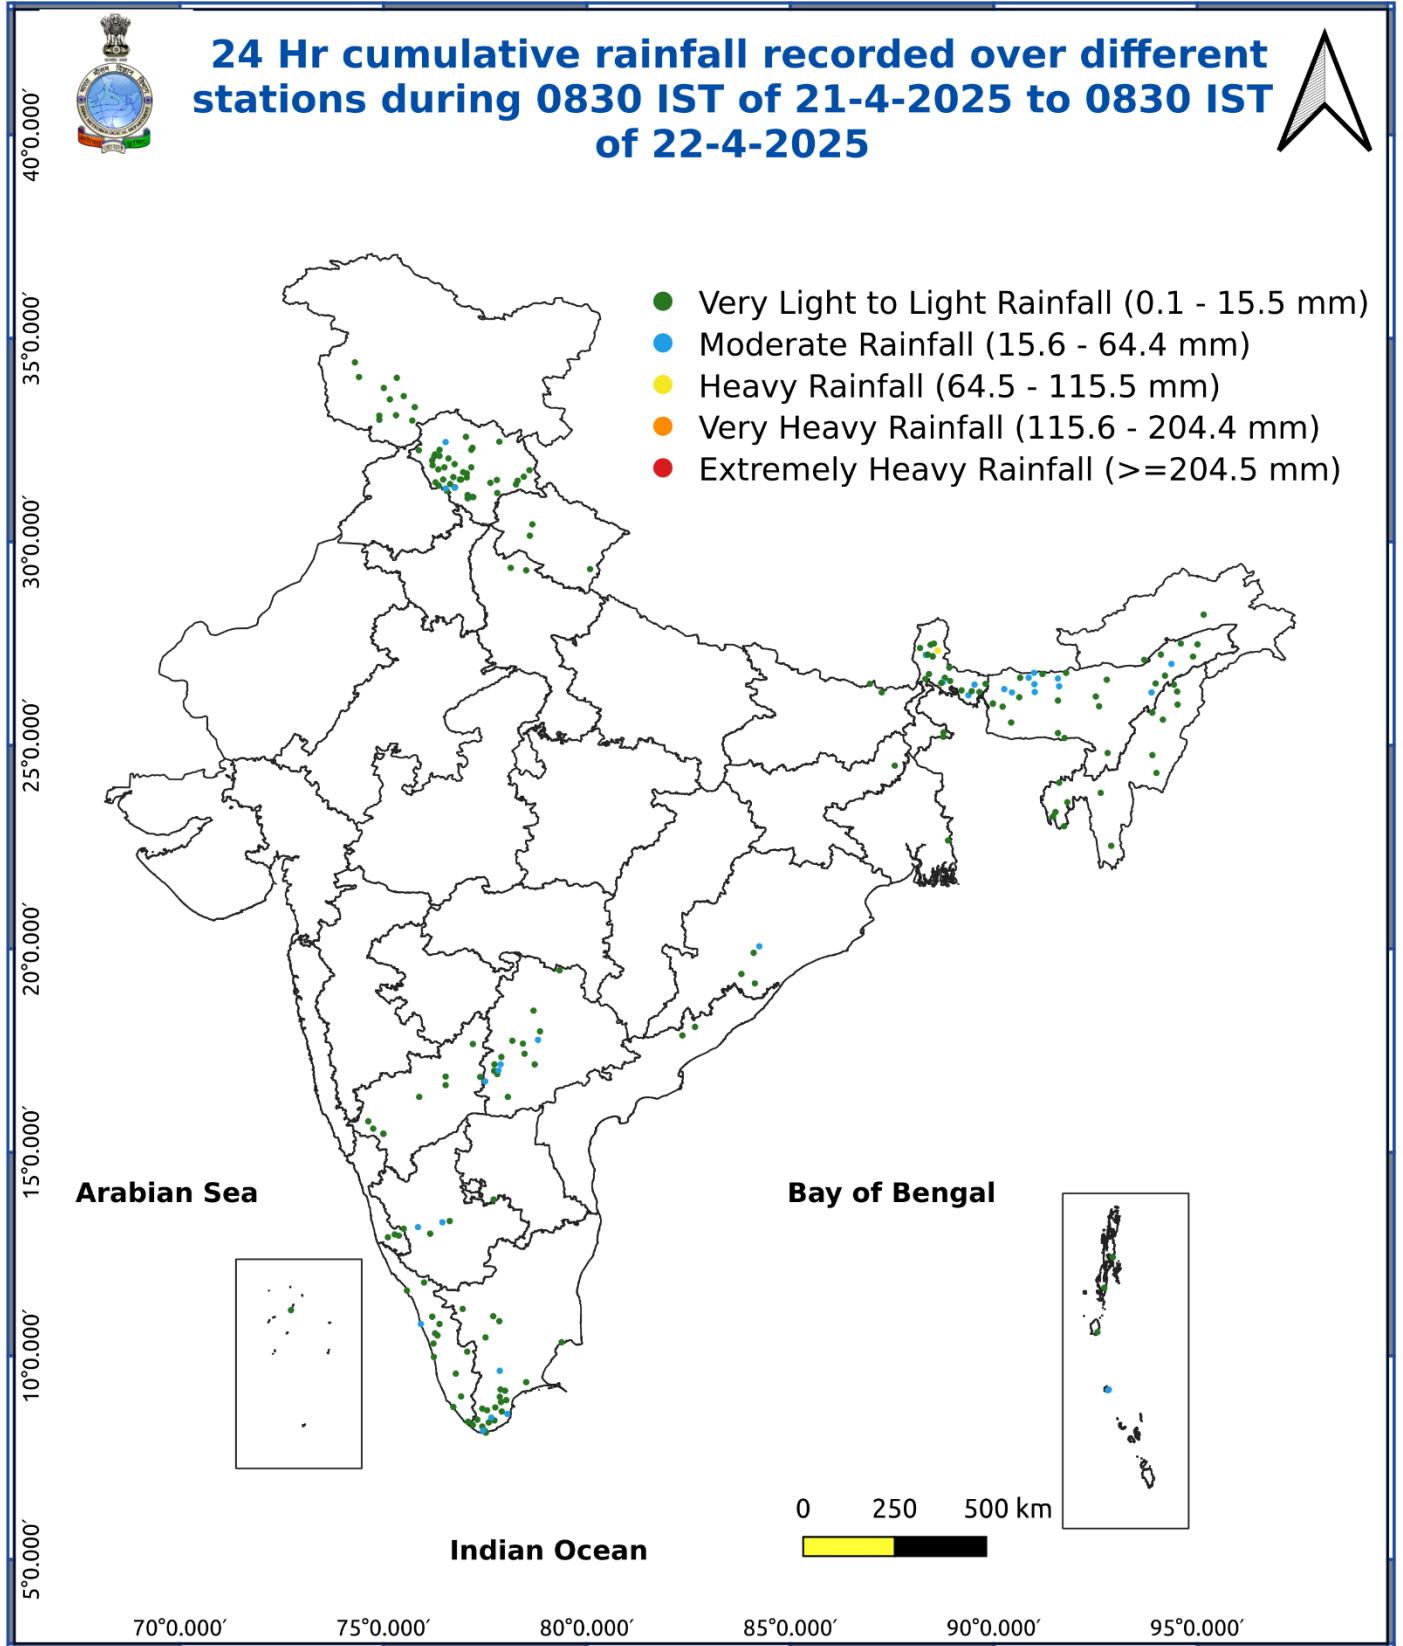 24 Hr cumulative rainfall recorded over different
stations during 0830 IST of 21-4-2025 to 0830 IST
of 22-4-2025
Very Light to Light Rainfall (0.1 - 15.5 mm)
Moderate Rainfall (15.6 - 64.4 mm)
Heavy Rainfall (64.5 - 115.5 mm)
Very Heavy Rainfall (115.6 - 204.4 mm)
Extremely Heavy Rainfall (>=204.5 mm)
40°0.000′
35°0.000′
30°0.000′
25°0.000′
20°0.000′
15°0.000′
10°0.000′
5°0.000′
Arabian Sea
Bay of Bengal
Indian Ocean
0 250 500 km
70°0.000′ 75°0.000′ 80°0.000′ 85°0.000′ 90°0.000′ 95°0.000′